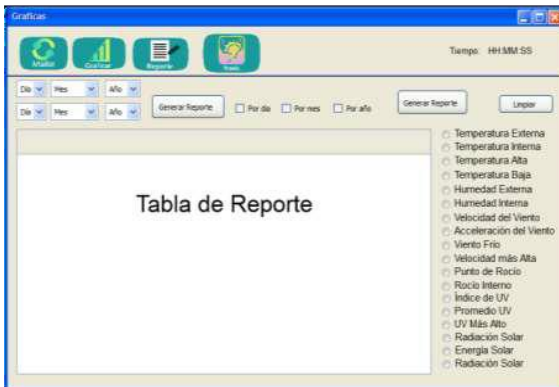 Graficas
Añadir
Graficar
Reporte
Tiempo: HH:MM:SS
Día Mes Año
Día Mes Año
Generar Reporte
Por dia Por mes Por año
Generar Reporte
Limpiar
Tabla de Reporte
Temperatura Externa
Temperatura Interna
Temperatura Alta
Temperatura Baja
Humedad Externa
Humedad Interna
Velocidad del Viento
Acceleración del Viento
Viento Frío
Velocidad más Alta
Punto de Rocío
Rocío Interno
Índice de UV
Promedio UV
UV Más Alto
Radiación Solar
Energía Solar
Radiación Solar